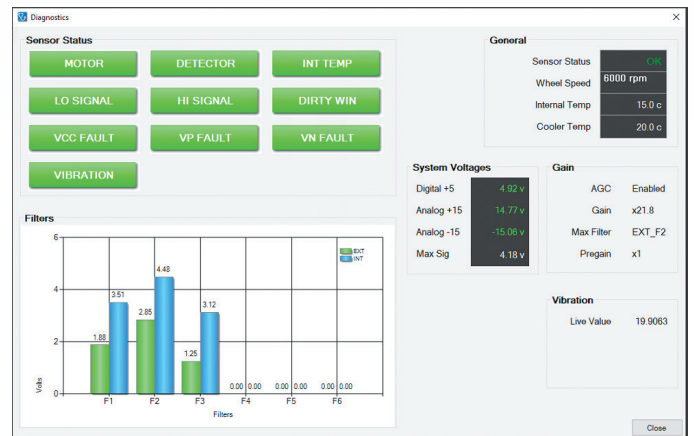 Diagnostics
Sensor Status
MOTOR DETECTOR INT TEMP
LO SIGNAL HI SIGNAL DIRTY WIN
VCC FAULT VP FAULT VN FAULT
VIBRATION
General
Sensor Status OK
Wheel Speed 6000 rpm
Internal Temp 15.0 c
Cooler Temp 20.0 c
System Voltages
Digital +5 4.92 v
Analog +15 14.77 v
Analog -15 -15.06 v
Max Sig 4.18 v
Gain
AGC Enabled
Gain x21.8
Max Filter EXT_F2
Pregain x1
Vibration
Live Value 19.9063
Filters
6
4
2
0
Volts
EXT
INT
1.88 3.51 2.85 4.48 1.25 3.12 0.00 0.00 0.00 0.00 0.00 0.00
F1 F2 F3 F4 F5 F6
Filters
Close